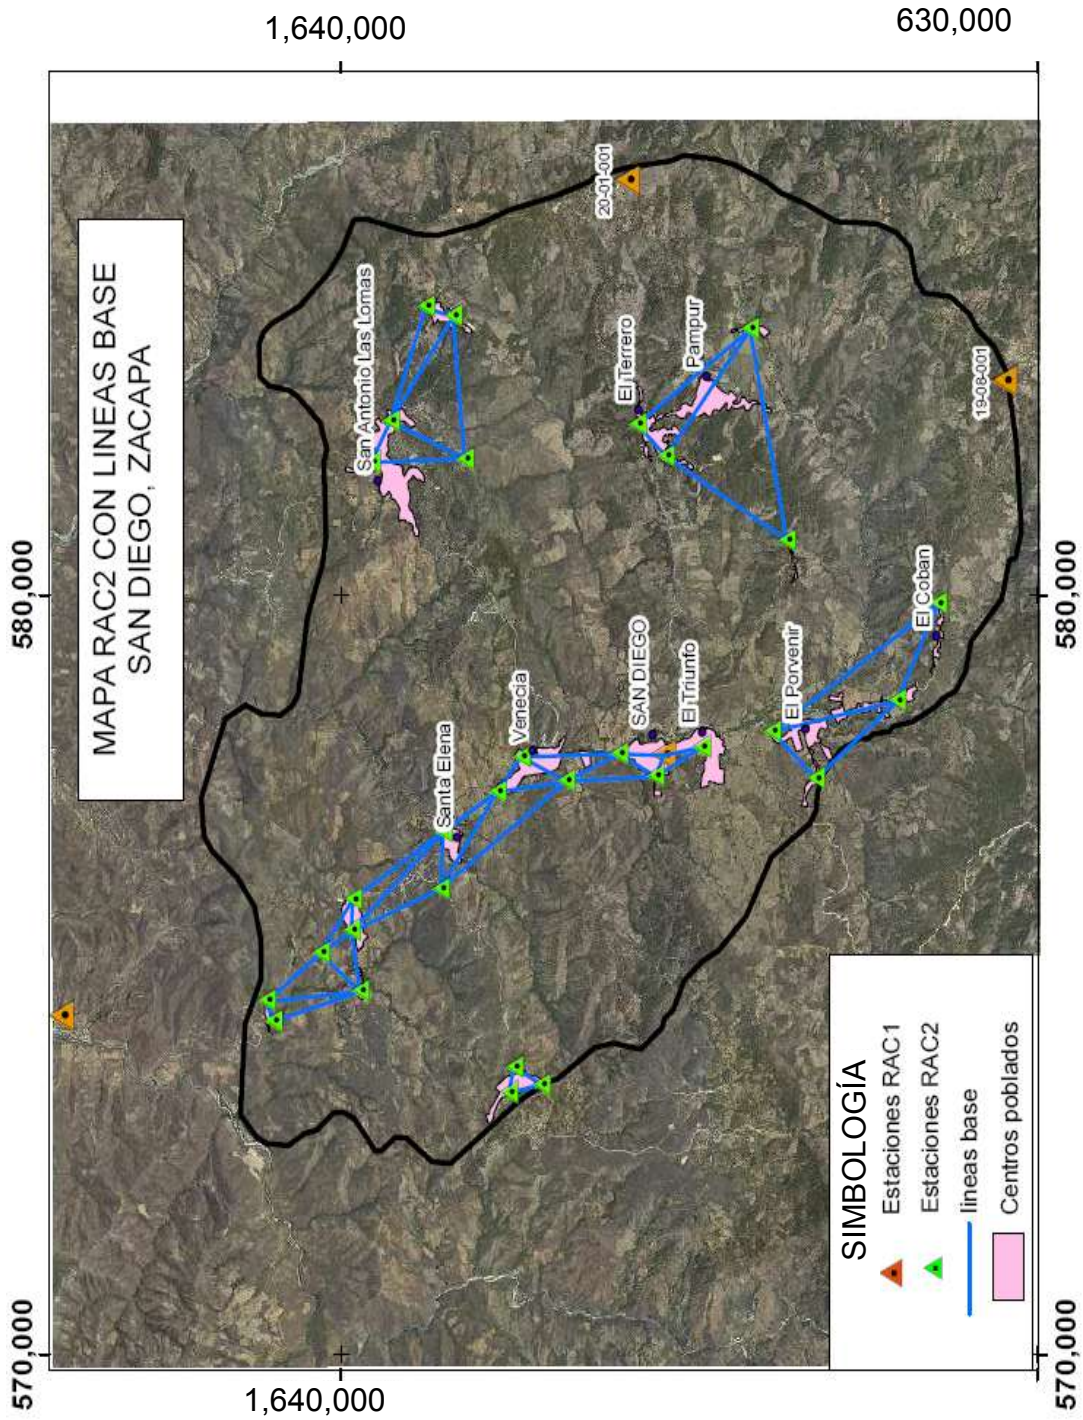 MAPA RAC2 CON LINEAS BASE
SAN DIEGO, ZACAPA
570,000
580,000
1,640,000
1,640,000
630,000
San Antonio Las Lomas
20-01-001
El Terrero
Pampur
19-08-001
Santa Elena
Venecia
SAN DIEGO
El Triunfo
El Porvenir
El Coban
SIMBOLOGÍA
Estaciones RAC1
Estaciones RAC2
lineas base
Centros poblados
570,000
580,000